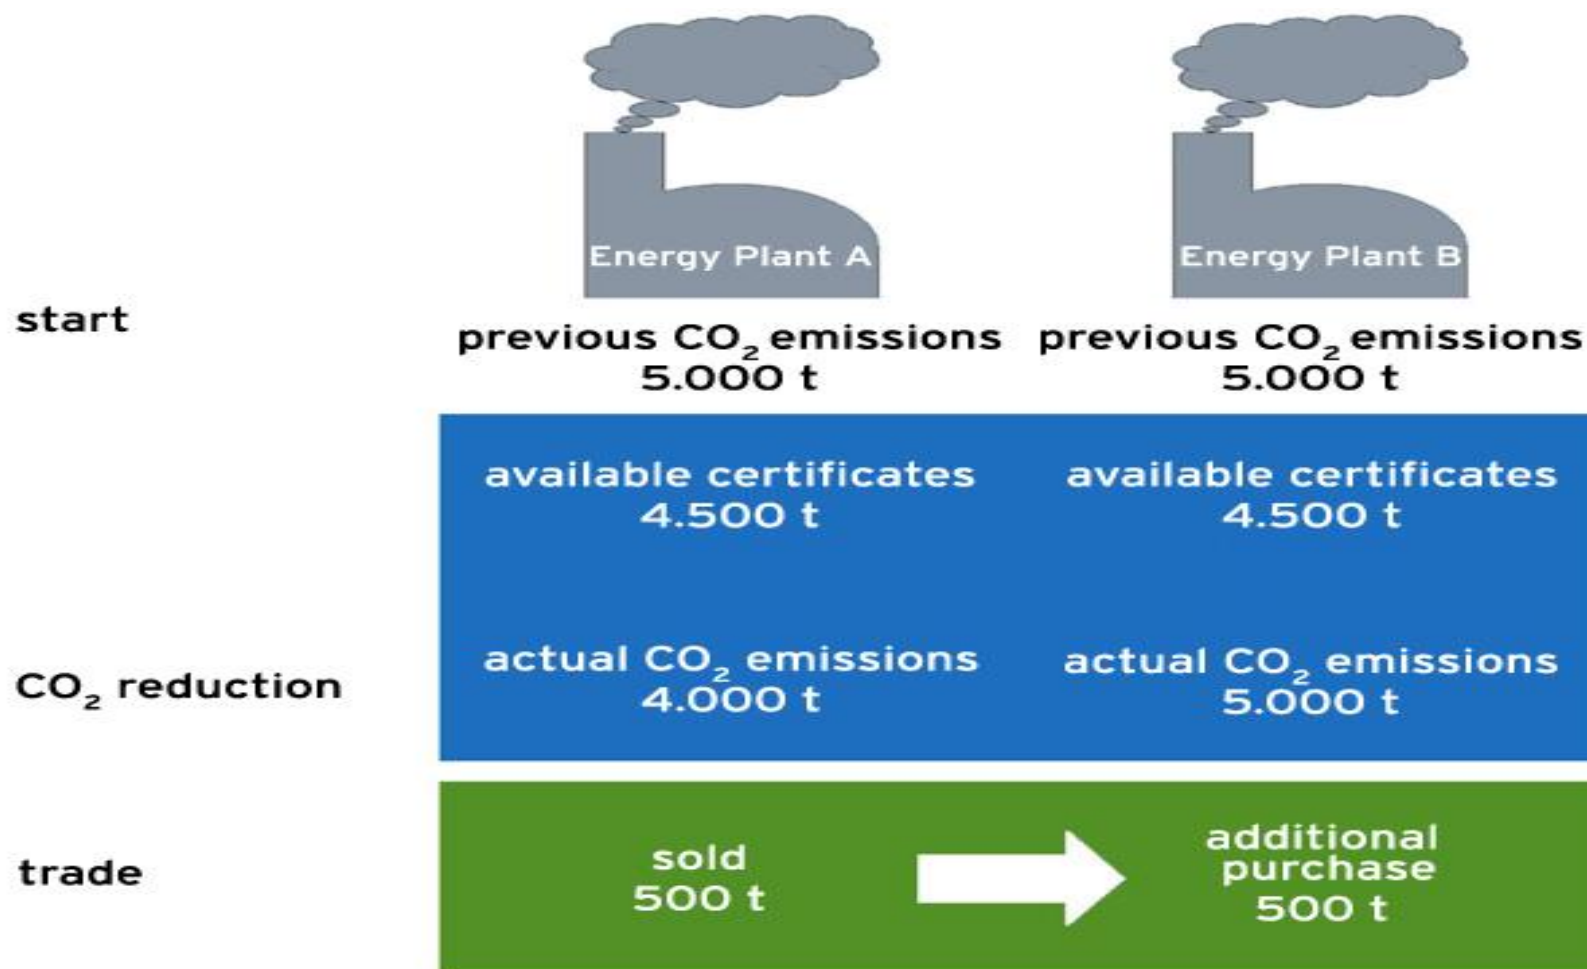 Energy Plant A
Energy Plant B
start
previous CO₂ emissions
5.000 t
previous CO₂ emissions
5.000 t
available certificates
4.500 t
available certificates
4.500 t
CO₂ reduction
actual CO₂ emissions
4.000 t
actual CO₂ emissions
5.000 t
trade
sold
500 t
additional
purchase
500 t